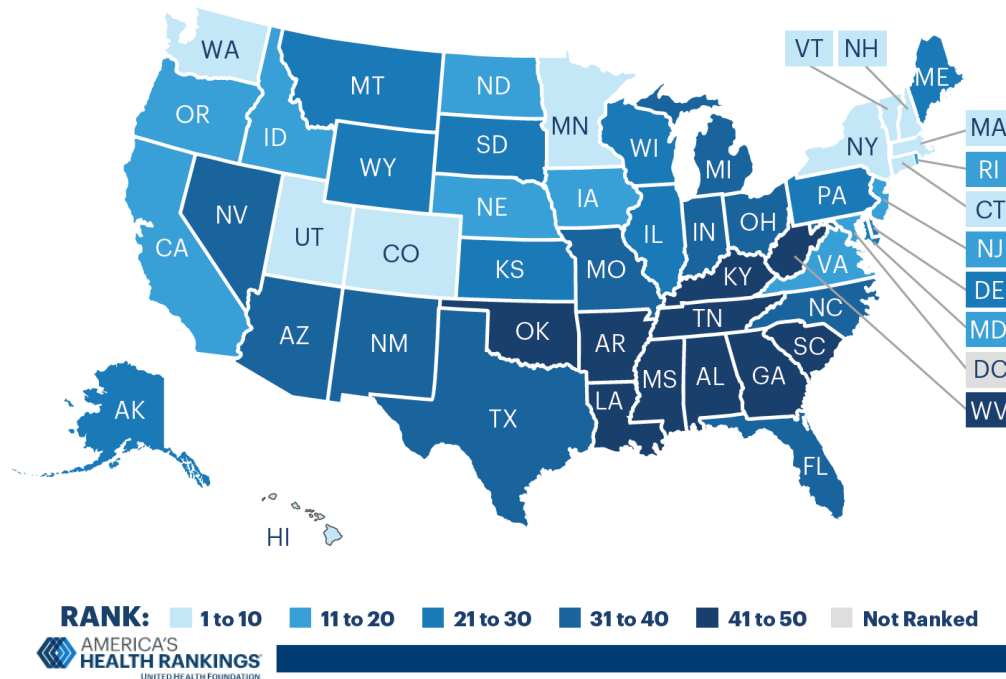 WA
VT NH
MT
ND
ME
MN
OR
MA
ID
SD
WI
NY
RI
WY
MI
CT
IA
PA
NE
NJ
NV
OH
UT
IL
IN
CO
DE
CA
KS
MO
VA
KY
MD
NC
TN
OK
AZ
NM
AR
SC
DC
MS
AL
GA
LA
WV
AK
TX
FL
HI
RANK: 1 to 10 11 to 20 21 to 30 31 to 40 41 to 50 Not Ranked
AMERICA'S
HEALTH RANKINGS
UNITED HEALTH FOUNDATION